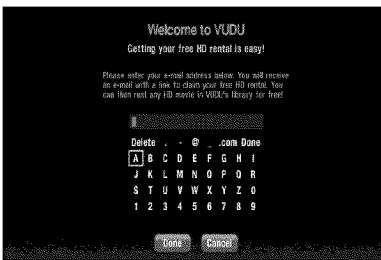 Welcome to VUDU
Getting your free HD rental is easy!
Please enter your e-mail address below. You will receive
an e-mail with a link to claim your free HD rental. You
can then rent any HD movie in VUDU's library for free!
Delete . - @ _ .com Done
A B C D E F G H I
J K L M N O P Q R
S T U V W X Y Z 0
1 2 3 4 5 6 7 8 9
Done Cancel